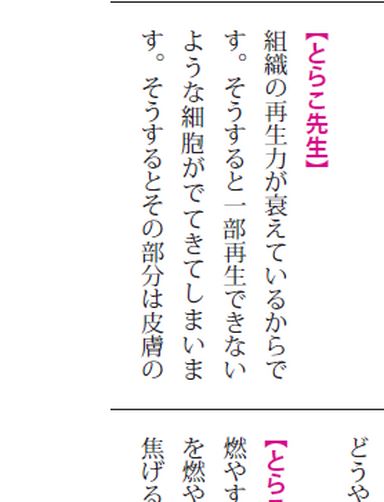 【とらこ先生】
組織の再生力が衰えているからで
す。そうすると一部再生できない
ような細胞がでてきてしまいま
す。そうするとその部分は皮膚の
どうや
【とらこ
燃やす
を燃や
焦げる